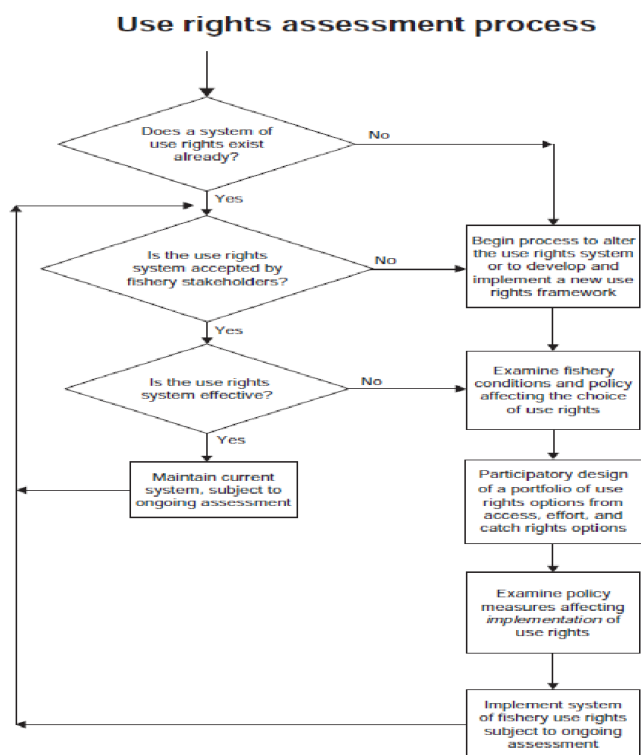 Use rights assessment process
Does a system of
use rights exist
already?
No
Yes
Is the use rights
system accepted by
fishery stakeholders?
No
Begin process to alter
the use rights system
or to develop and
implement a new use
rights framework
Yes
Is the use rights
system effective?
No
Examine fishery
conditions and policy
affecting the choice
of use rights
Yes
Maintain current
system, subject to
ongoing assessment
Participatory design
of a portfolio of use
rights options from
access, effort, and
catch rights options
Examine policy
measures affecting
implementation of
use rights
Implement system
of fishery use rights
subject to ongoing
assessment